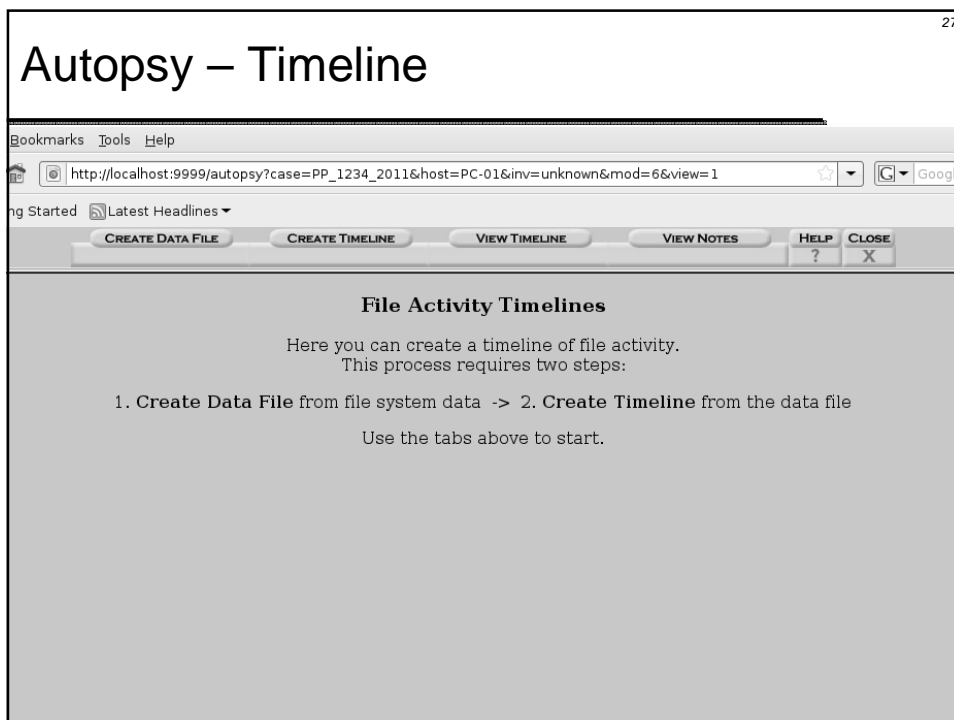 27
Autopsy – Timeline
Bookmarks Tools Help
http://localhost:9999/autopsy?case=PP_1234_2011&host=PC-01&inv=unknown&mod=6&view=1 G Goog
ng Started Latest Headlines
CREATE DATA FILE CREATE TIMELINE VIEW TIMELINE VIEW NOTES HELP CLOSE
? X
File Activity Timelines
Here you can create a timeline of file activity.
This process requires two steps:
1. Create Data File from file system data -> 2. Create Timeline from the data file
Use the tabs above to start.